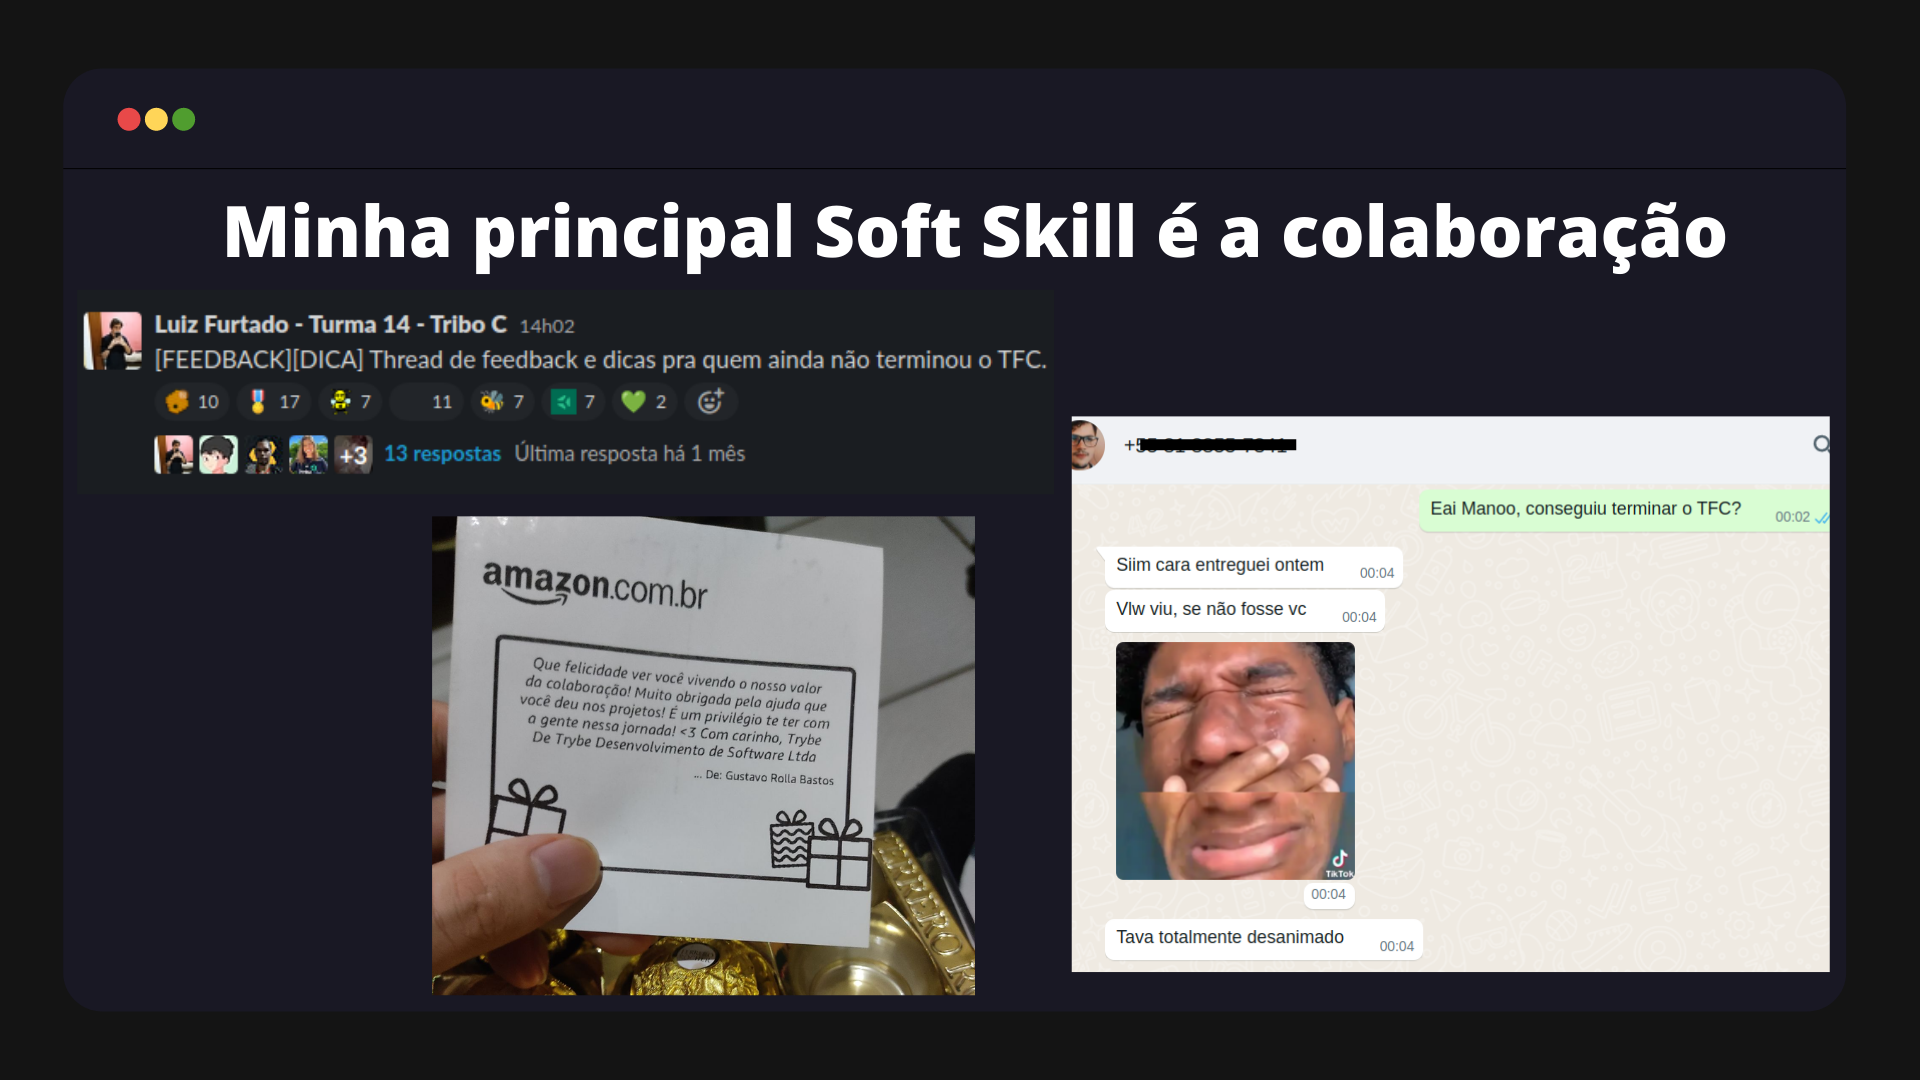 Minha principal Soft Skill é a colaboração
Luiz Furtado - Turma 14 - Tribo C 14h02
[FEEDBACK][DICA] Thread de feedback e dicas pra quem ainda não terminou o TFC.
10 17 7 11 7 7 2
+3 13 respostas Última resposta há 1 mês
amazon.com.br
Que felicidade ver você vivendo o nosso valor
da colaboração! Muito obrigada pela ajuda que
você deu nos projetos! É um privilégio te ter com
a gente nessa jornada! <3 Com carinho, Trybe
De Trybe Desenvolvimento de Software Ltda
... De: Gustavo Rolla Bastos
Eai Manoo, conseguiu terminar o TFC? 00:02
Siim cara entreguei ontem 00:04
Vlw viu, se não fosse vc 00:04
TikTok
00:04
Tava totalmente desanimado 00:04